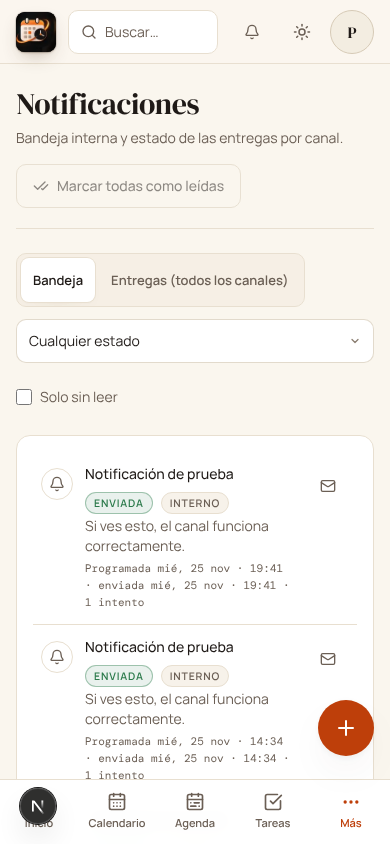 Buscar...
P
Notificaciones
Bandeja interna y estado de las entregas por canal.
Marcar todas como leídas
Bandeja
Entregas (todos los canales)
Cualquier estado
Solo sin leer
Notificación de prueba
ENVIADA
INTERNO
Si ves esto, el canal funciona
correctamente.
Programada mié, 25 nov · 19:41
· enviada mié, 25 nov · 19:41 ·
1 intento
Notificación de prueba
ENVIADA
INTERNO
Si ves esto, el canal funciona
correctamente.
Programada mié, 25 nov · 14:34
· enviada mié, 25 nov · 14:34 ·
1 intento
N
Inicio
Calendario
Agenda
Tareas
Más